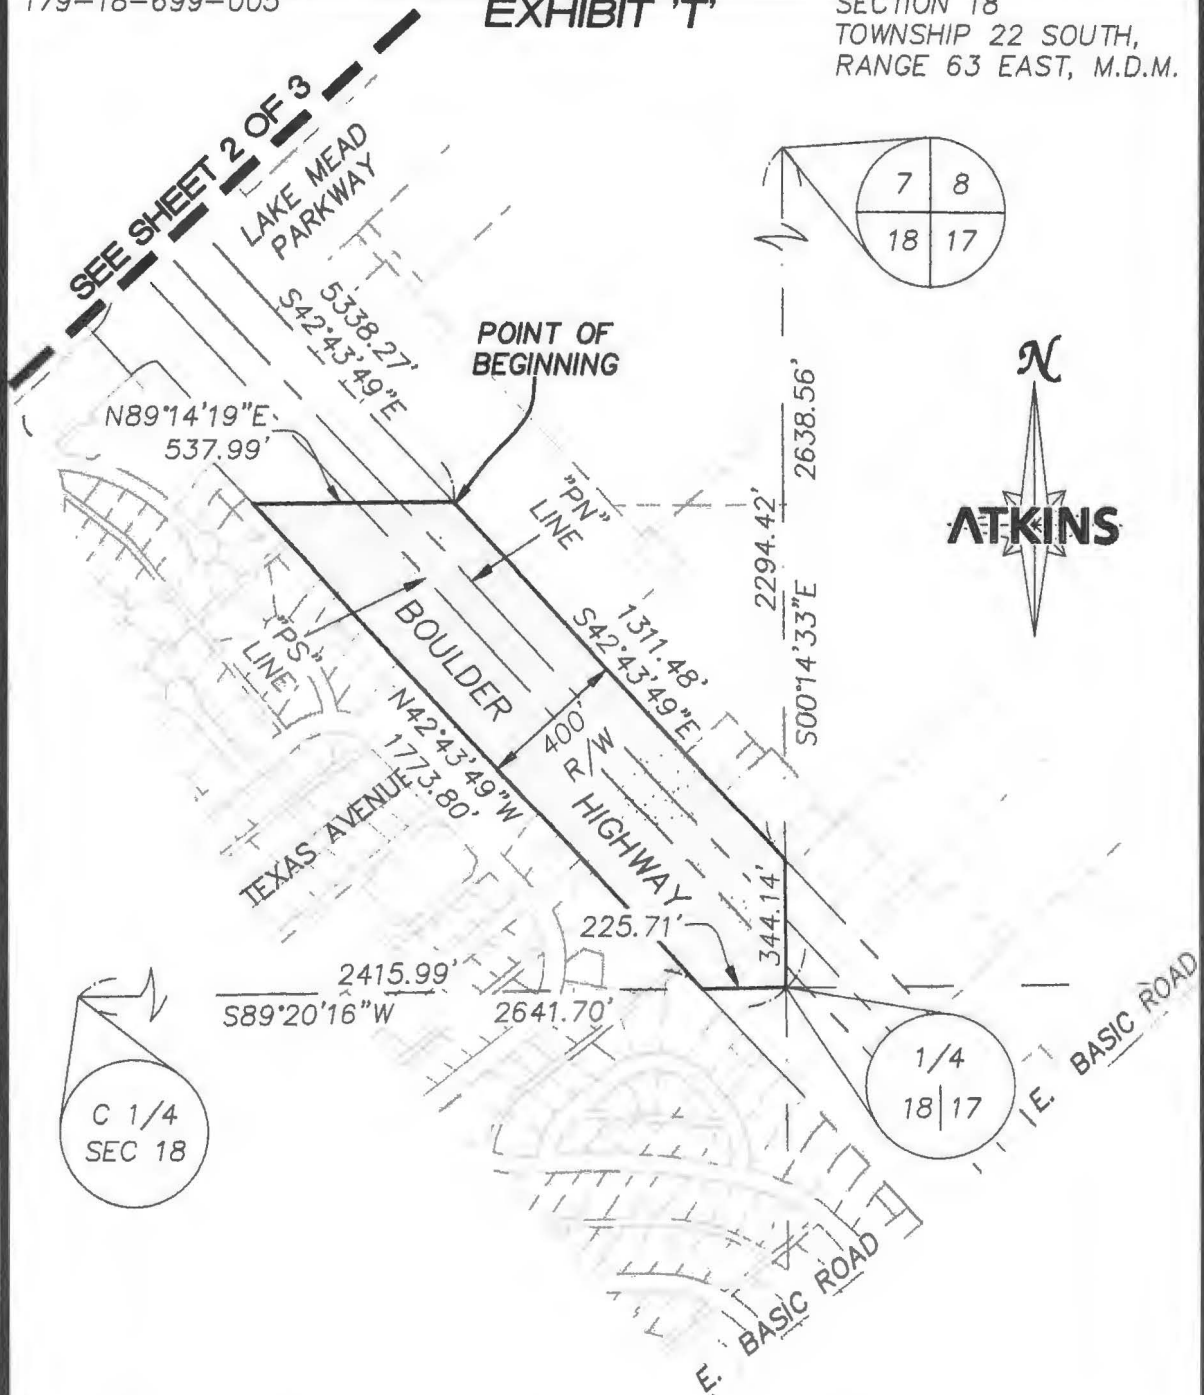 179-18-699-005
EXHIBIT 'T'
SECTION 18
TOWNSHIP 22 SOUTH,
RANGE 63 EAST, M.D.M.
SEE SHEET 2 OF 3
LAKE MEAD
PARKWAY
7 8
18 17
5338.27'
S42°43'49"E
POINT OF
BEGINNING
N89°14'19"E
537.99'
"PN"
LINE
2294.42'
2638.56'
S00°14'33"E
N
ATKINS
"PS"
LINE
BOULDER
1311.48'
S42°43'49"E
N42°43'49"W
1773.80'
400'
R/W
HIGHWAY
TEXAS AVENUE
225.71'
344.14'
2415.99'
S89°20'16"W
2641.70'
C 1/4
SEC 18
1/4
18|17
E. BASIC ROAD
E. BASIC ROAD